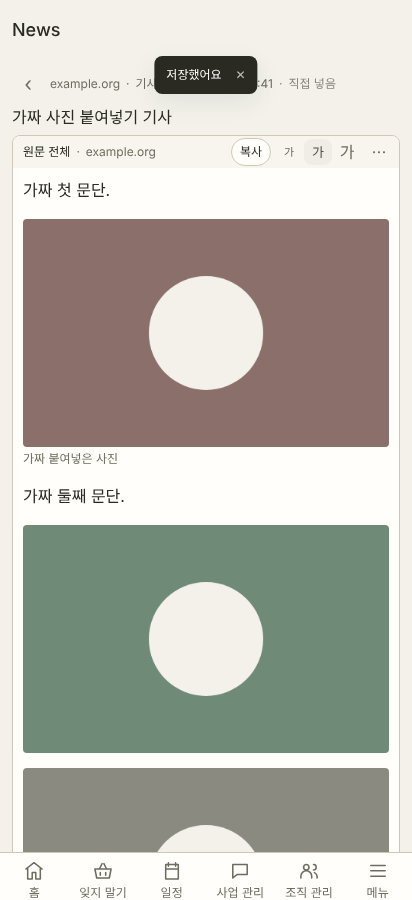 News
저장했어요 ×
example.org · 기사 :41 · 직접 넣음
가짜 사진 붙여넣기 기사
원문 전체 · example.org 복사 가 가 가 ···
가짜 첫 문단.
가짜 붙여넣은 사진
가짜 둘째 문단.
홈 잊지 말기 일정 사업 관리 조직 관리 메뉴